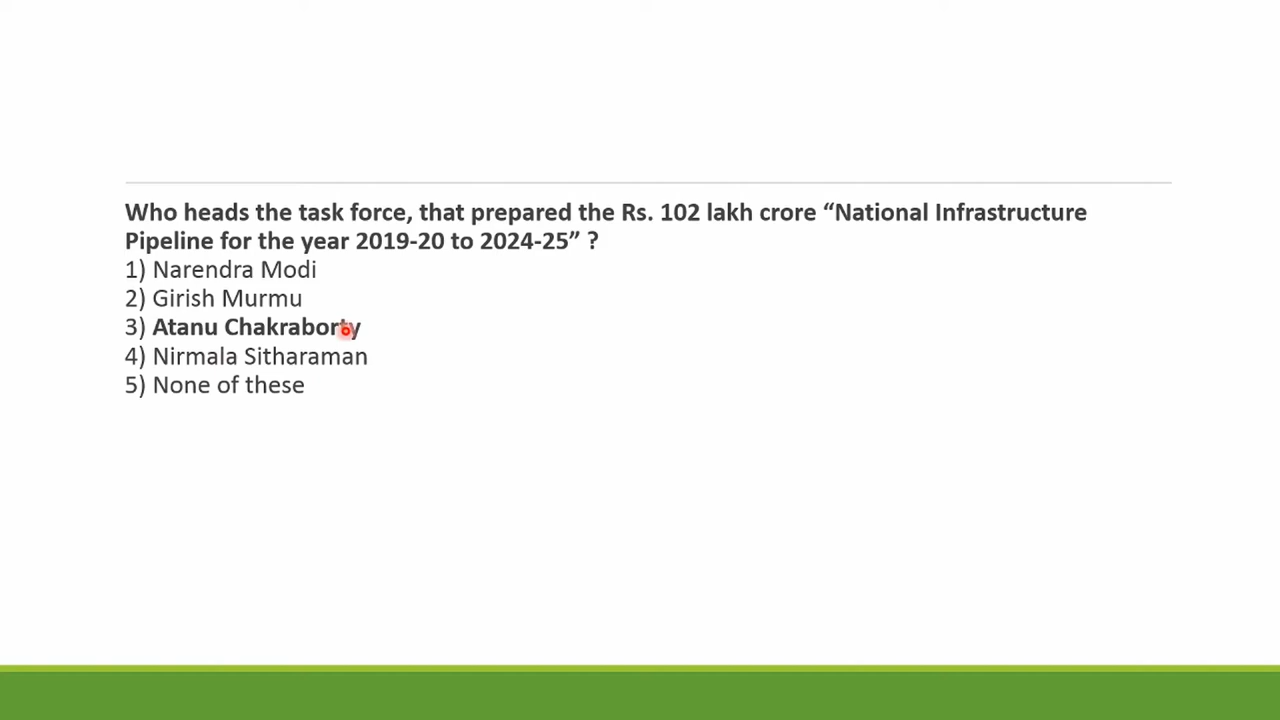 Who heads the task force, that prepared the Rs. 102 lakh crore “National Infrastructure
Pipeline for the year 2019-20 to 2024-25” ?
1) Narendra Modi
2) Girish Murmu
3) Atanu Chakraborty
4) Nirmala Sitharaman
5) None of these